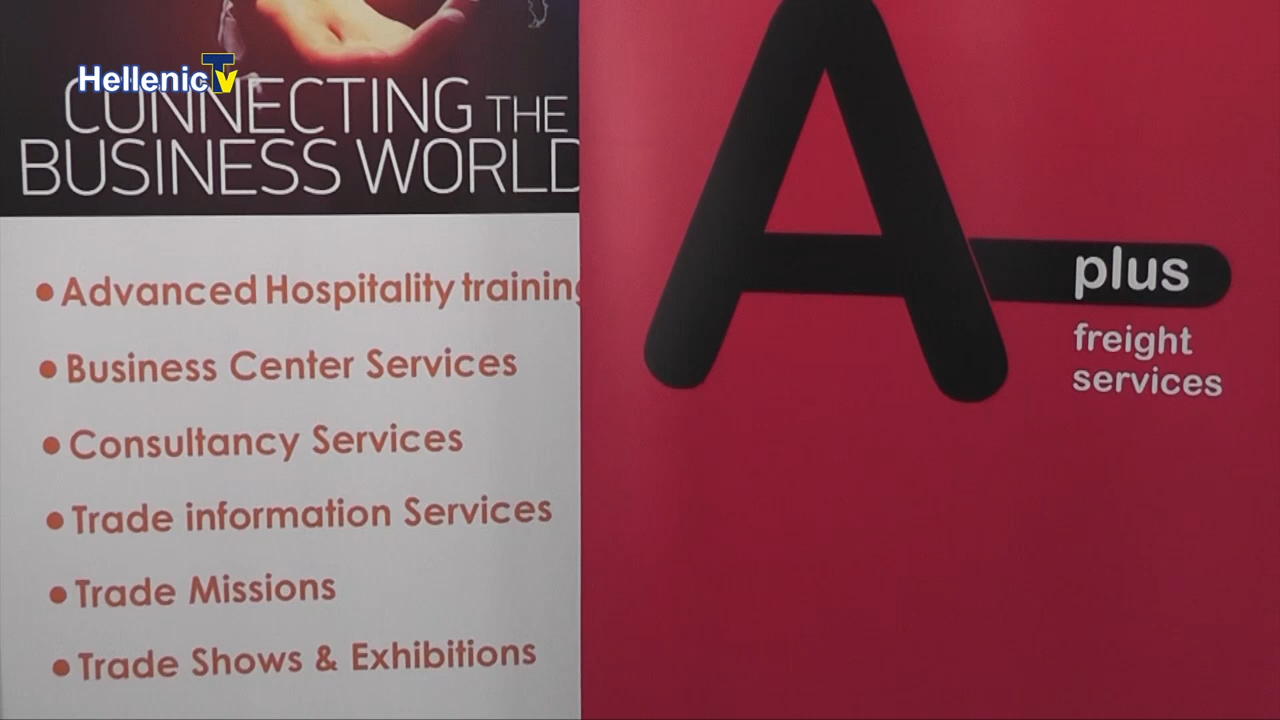 HellenicTv
CONNECTING THE
BUSINESS WORLD
• Advanced Hospitality training
• Business Center Services
• Consultancy Services
• Trade information Services
• Trade Missions
• Trade Shows & Exhibitions
A
plus
freight
services